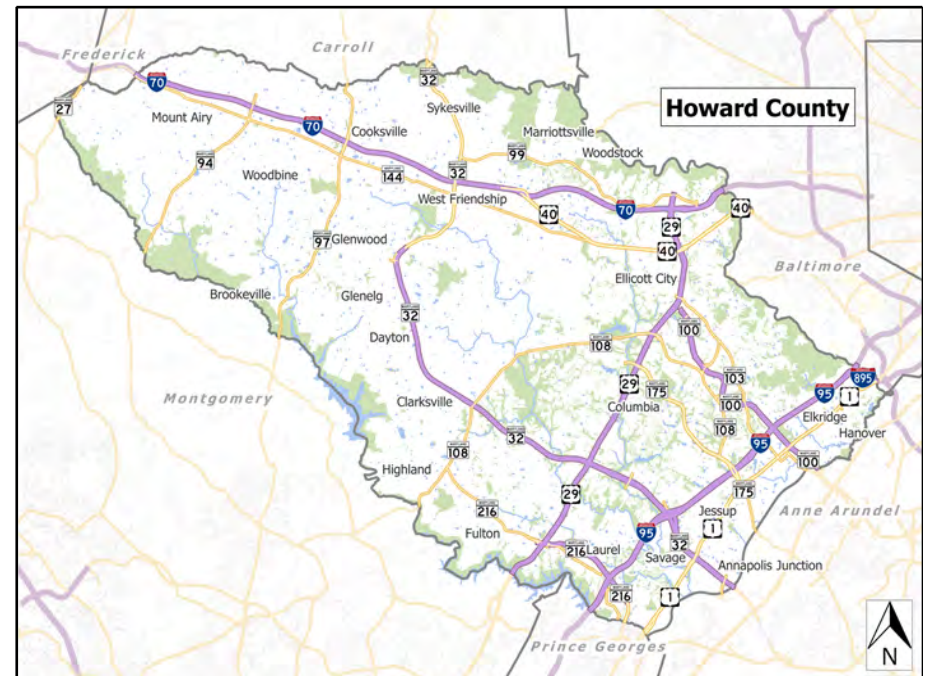 Frederick
Carroll
70
32
27
Mount Airy
Sykesville
Howard County
70
Cooksville
Marriottsville
94
99
Woodstock
Woodbine
144
32
West Friendship
70
40
40
29
97
Glenwood
40
Baltimore
Ellicott City
Brookeville
Glenelg
32
100
Dayton
108
103
95
895
Montgomery
29
175
1
Clarksville
Columbia
100
Elkridge
32
108
Hanover
108
95
100
Highland
29
175
216
Jessup
Anne Arundel
Fulton
95
1
216
Laurel
32
Savage
Annapolis Junction
216
1
Prince Georges
N